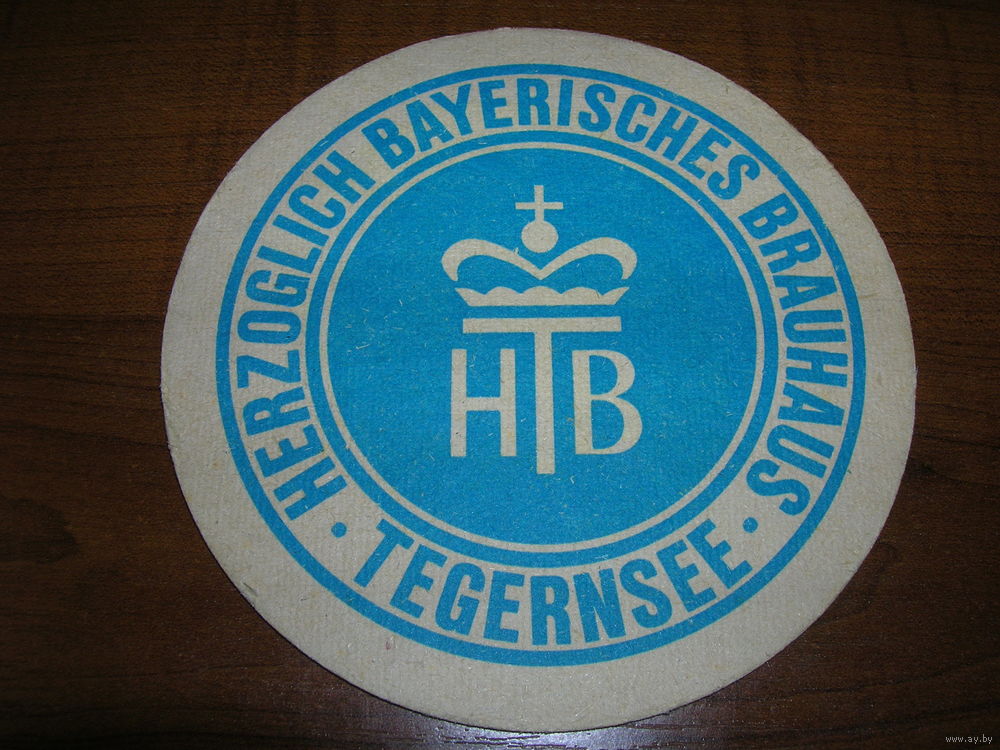 HERZOGLICH BAYERISCHES BRAUHAUS
• TEGERNSEE •
HTB
www.ay.by